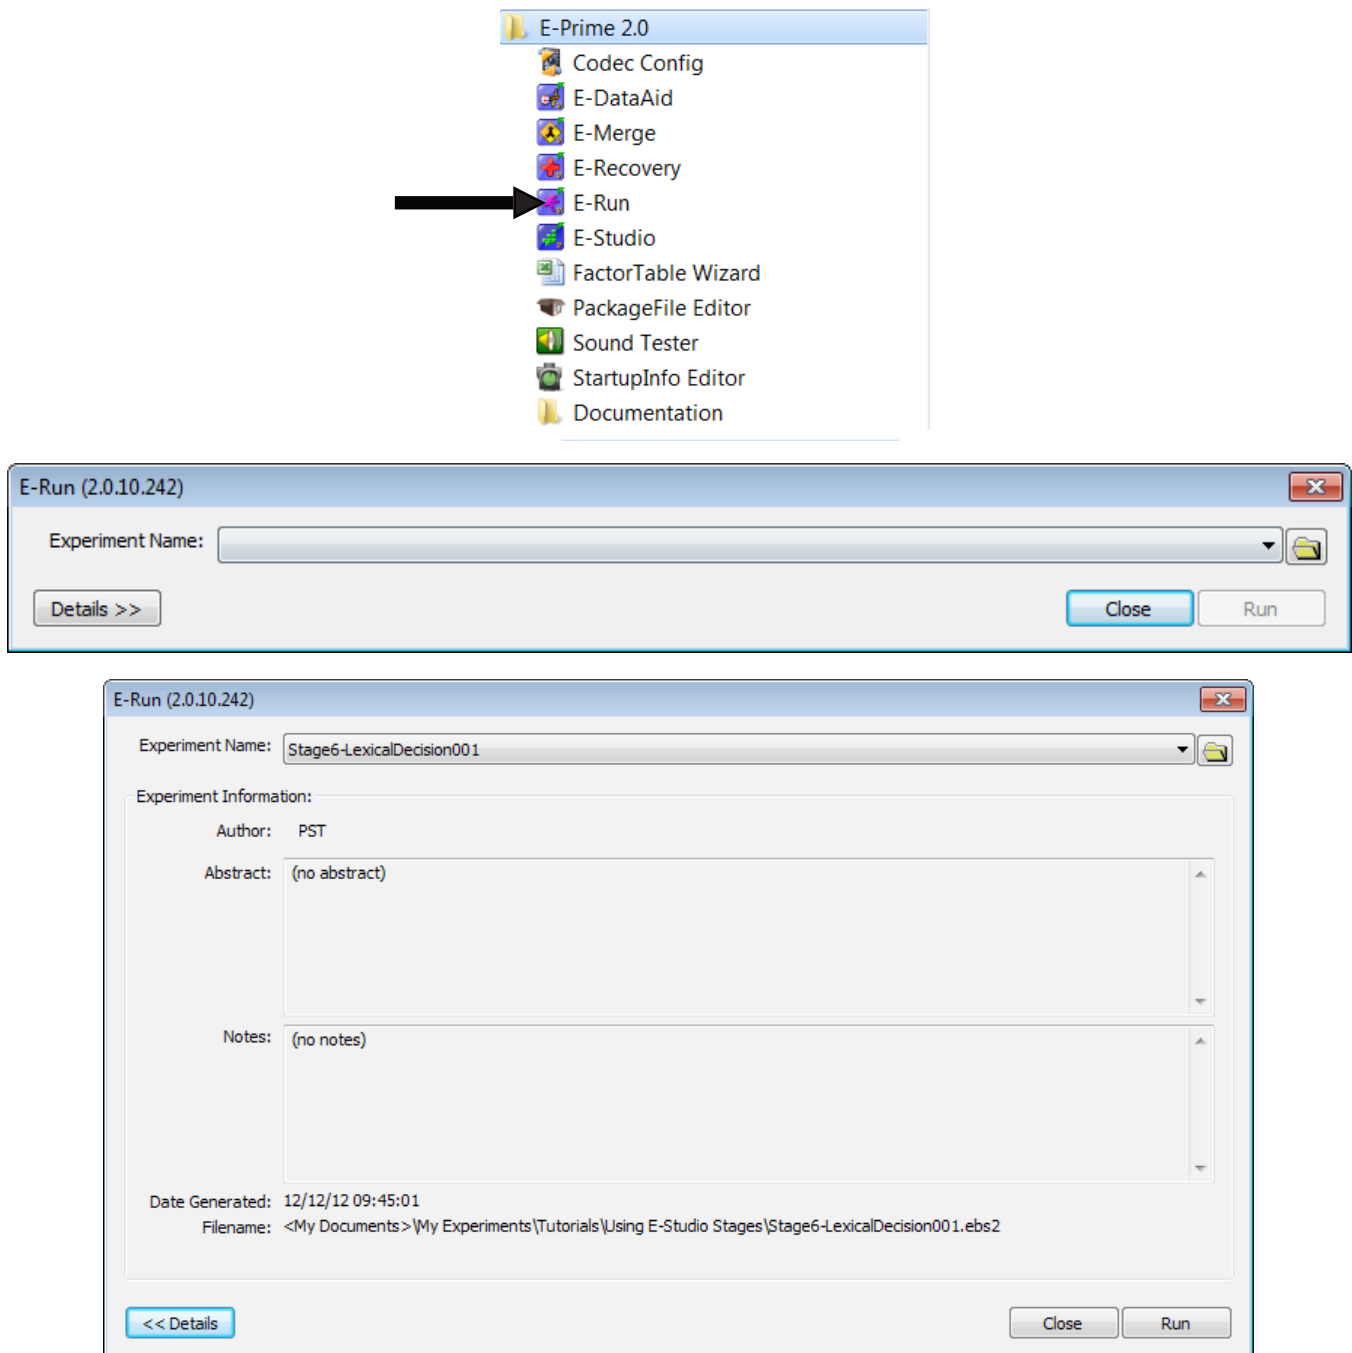 E-Prime 2.0
Codec Config
E-DataAid
E-Merge
E-Recovery
E-Run
E-Studio
FactorTable Wizard
PackageFile Editor
Sound Tester
StartupInfo Editor
Documentation
E-Run (2.0.10.242)
Experiment Name:
Details >>
Close
Run
E-Run (2.0.10.242)
Experiment Name: Stage6-LexicalDecision001
Experiment Information:
Author: PST
Abstract: (no abstract)
Notes: (no notes)
Date Generated: 12/12/12 09:45:01
Filename: <My Documents>\My Experiments\Tutorials\Using E-Studio Stages\Stage6-LexicalDecision001.ebs2
<< Details
Close
Run